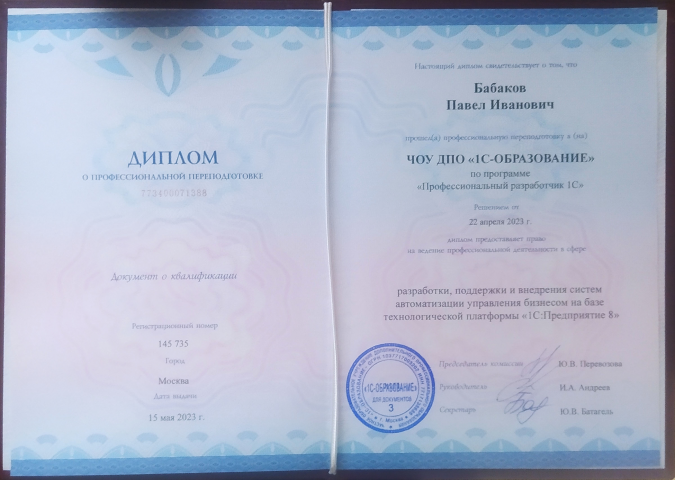 ДИПЛОМ
О ПРОФЕССИОНАЛЬНОЙ ПЕРЕПОДГОТОВКЕ
Документ о квалификации
Регистрационный номер
145 735
Город
Москва
Дата выдачи
15 мая 2023 г.
Настоящий диплом свидетельствует о том, что
Бабаков
Павел Иванович
прошел(а) профессиональную переподготовку в (на)
ЧОУ ДПО «1С-ОБРАЗОВАНИЕ»
по программе
«Профессиональный разработчик 1С»
Решением от
22 апреля 2023 г.
диплом предоставляет право
на ведение профессиональной деятельности в сфере
разработки, поддержки и внедрения систем
автоматизации управления бизнесом на базе
технологической платформы «1С:Предприятие 8»
Председатель комиссии Ю.В. Перевозова
Руководитель И.А. Андреев
Секретарь Ю.В. Батагель
«1С-ОБРАЗОВАНИЕ»
ДЛЯ ДОКУМЕНТОВ
3
г. Москва